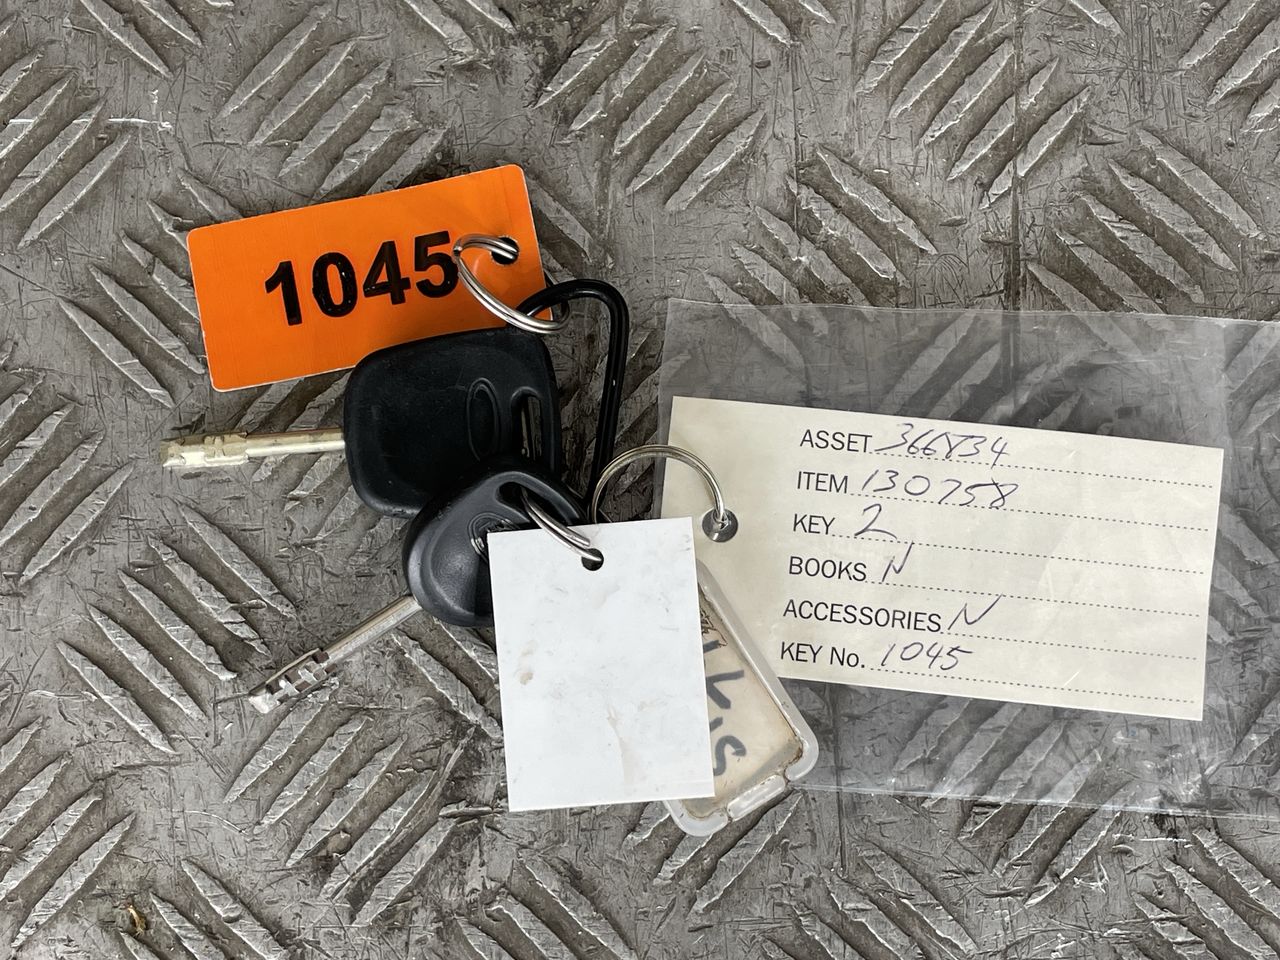 1045
ASSET 366834
ITEM 130758
KEY 2
BOOKS N
ACCESSORIES N
KEY No. 1045